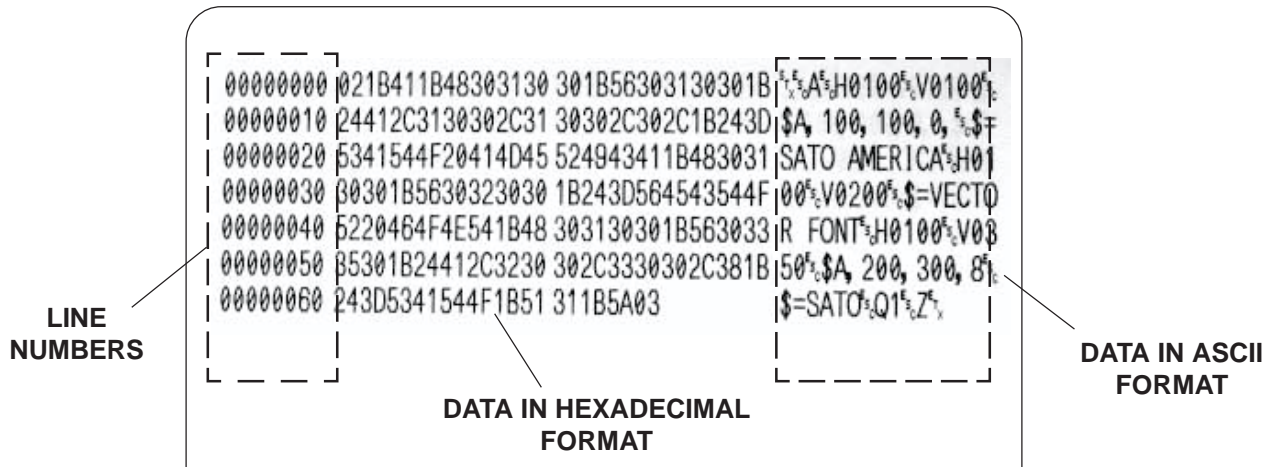 00000000 021B411B48303130 301B56303130301B ␂␛A␛H0100␛V0100␛
00000010 24412C3130302C31 30302C302C1B243D $A, 100, 100, 0, ␛$=
00000020 5341544F20414D45 524943411B483031 SATO AMERICA␛H01
00000030 30301B5630323030 1B243D564543544F 00␛V0200␛$=VECTO
00000040 5220464F4E541B48 303130301B563033 R FONT␛H0100␛V03
00000050 35301B24412C3230 302C3330302C381B 50␛$A, 200, 300, 8␛
00000060 243D5341544F1B51 311B5A03 $=SATO␛Q1␛Z␃
LINE
NUMBERS
DATA IN HEXADECIMAL
FORMAT
DATA IN ASCII
FORMAT